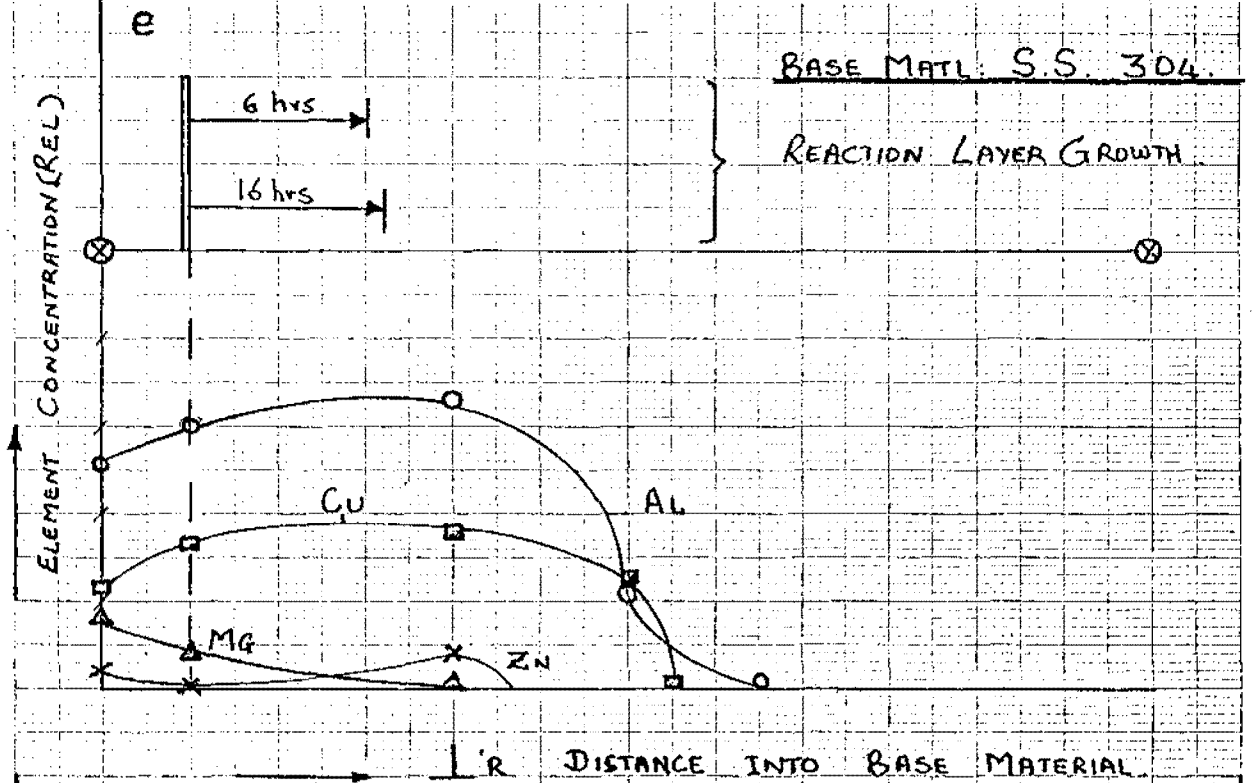 e
BASE MATL: S.S. 304.
6 hrs
REACTION LAYER GROWTH
16 hrs
ELEMENT CONCENTRATION (REL)
CU
AL
MG
ZN
'R DISTANCE INTO BASE MATERIAL